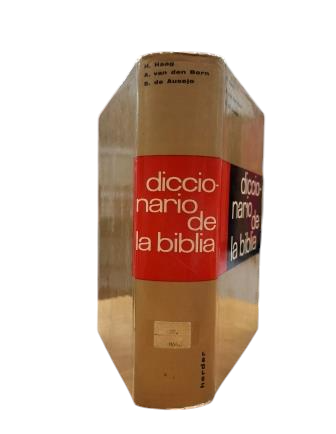 H. Haag
A. van den Born
S. de Ausejo
diccio-
nario
de
la biblia
herder
diccio-
nario
de
la biblia